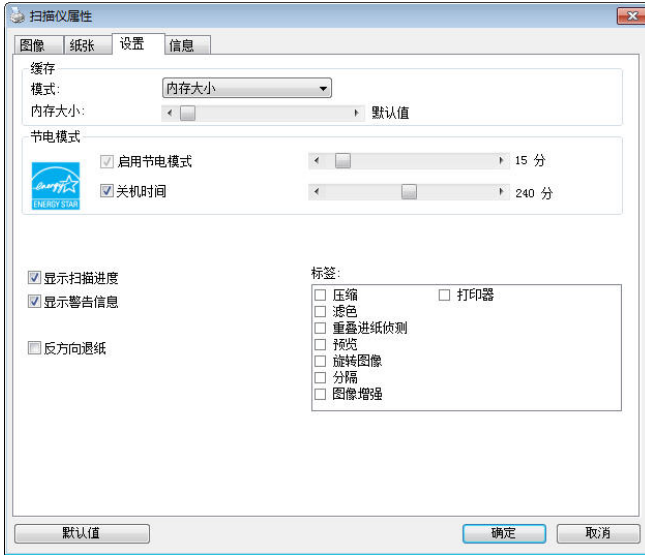 扫描仪属性
图像 纸张 设置 信息
缓存
模式: 内存大小
内存大小: 默认值
节电模式
启用节电模式 15 分
关机时间 240 分
energy
ENERGY STAR
显示扫描进度
显示警告信息
反方向退纸
标签:
压缩 打印器
滤色
重叠进纸侦测
预览
旋转图像
分隔
图像增强
默认值 确定 取消